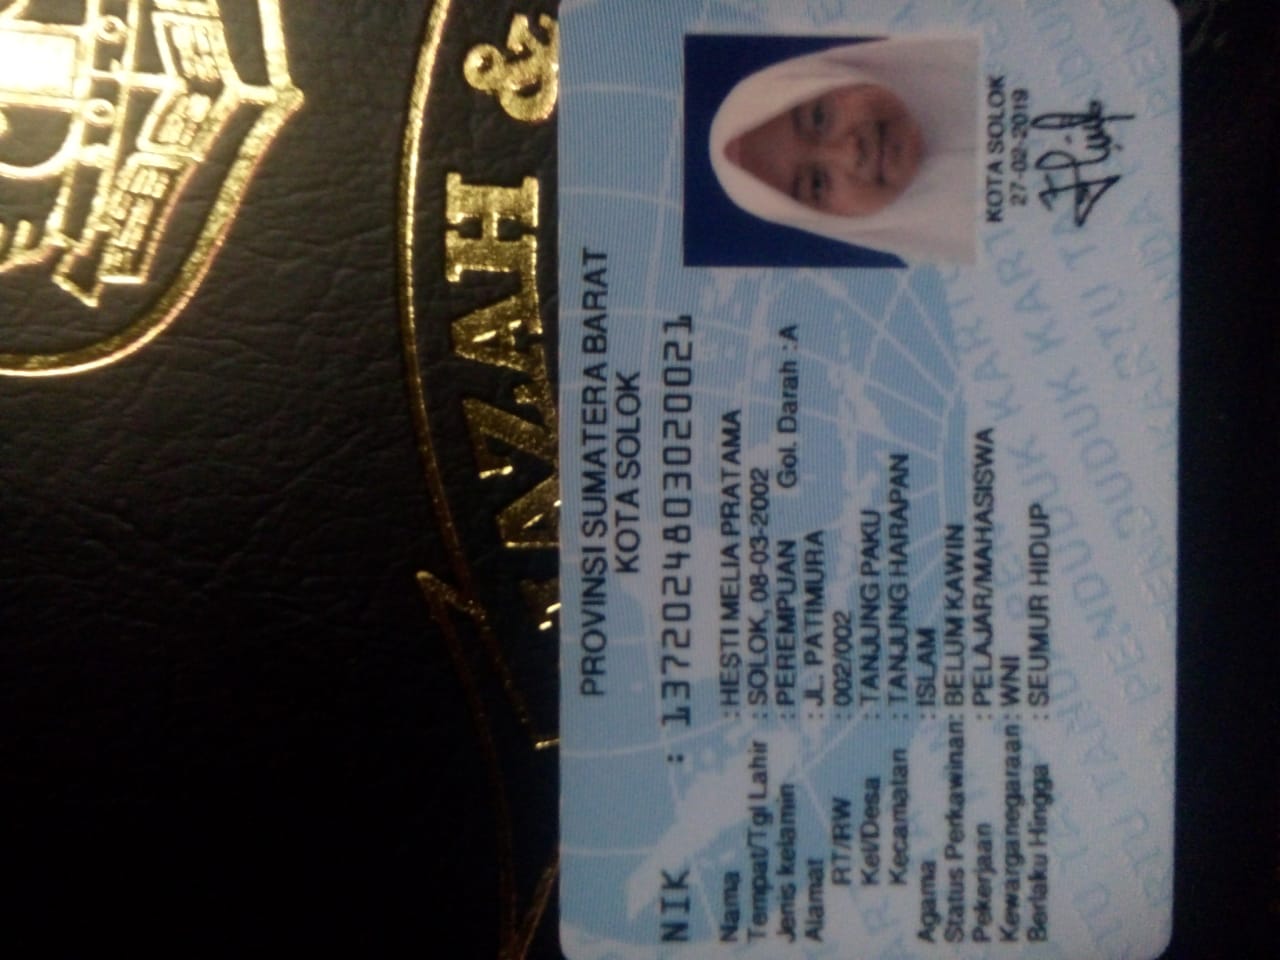 WAH &
PROVINSI SUMATERA BARAT
KOTA SOLOK
NIK : 1372024803020021
Nama : HESTI MELIA PRATAMA
Tempat/Tgl Lahir : SOLOK, 08-03-2002
Jenis kelamin : PEREMPUAN Gol. Darah : A
Alamat : JL. PATIMURA
RT/RW : 002/002
Kel/Desa : TANJUNG PAKU
Kecamatan : TANJUNG HARAPAN
Agama : ISLAM
Status Perkawinan: BELUM KAWIN
Pekerjaan : PELAJAR/MAHASISWA
Kewarganegaraan : WNI
Berlaku Hingga : SEUMUR HIDUP
KOTA SOLOK
27-02-2019